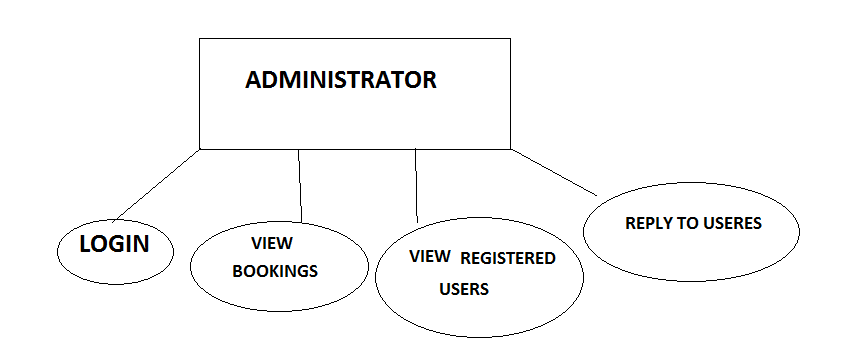 ADMINISTRATOR
LOGIN
VIEW
BOOKINGS
VIEW REGISTERED
USERS
REPLY TO USERES